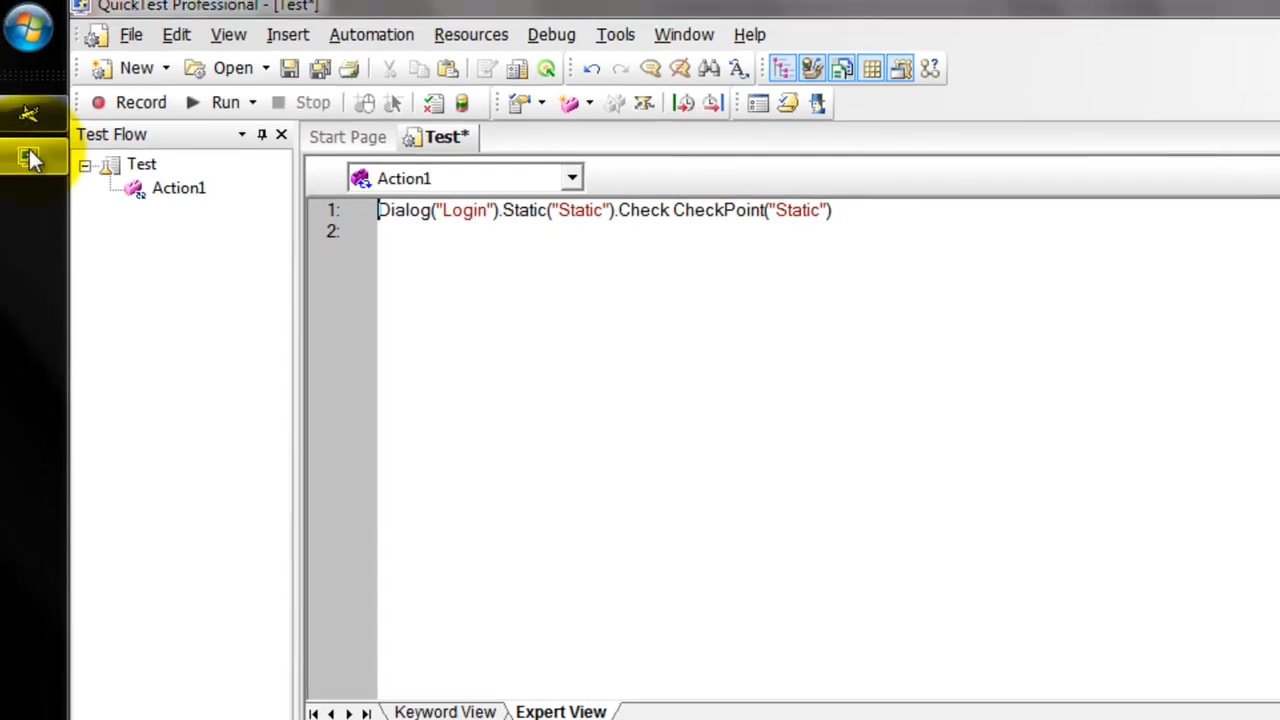 QuickTest Professional - [Test*]
File Edit View Insert Automation Resources Debug Tools Window Help
New Open
Record Run Stop
Test Flow
Start Page Test*
Test
Action1
Action1
1: Dialog("Login").Static("Static").Check CheckPoint("Static")
2:
Keyword View Expert View